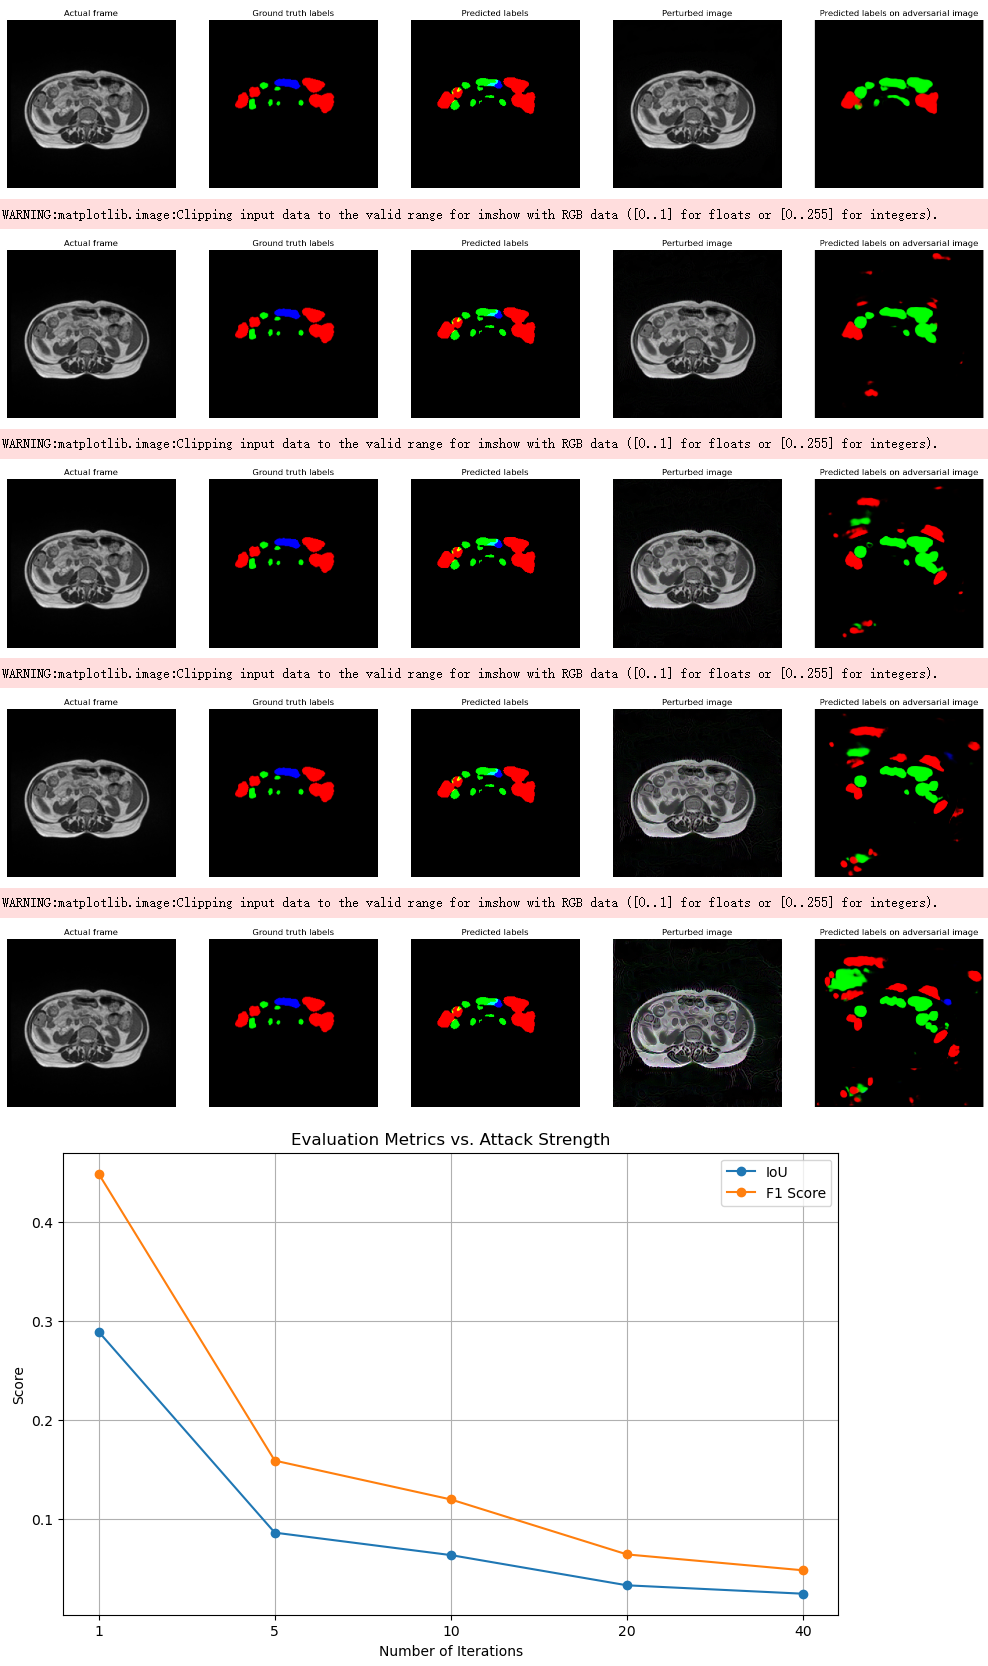 Actual frame Ground truth labels Predicted labels Perturbed image Predicted labels on adversarial image
WARNING:matplotlib.image:Clipping input data to the valid range for imshow with RGB data ([0..1] for floats or [0..255] for integers).
Actual frame Ground truth labels Predicted labels Perturbed image Predicted labels on adversarial image
WARNING:matplotlib.image:Clipping input data to the valid range for imshow with RGB data ([0..1] for floats or [0..255] for integers).
Actual frame Ground truth labels Predicted labels Perturbed image Predicted labels on adversarial image
WARNING:matplotlib.image:Clipping input data to the valid range for imshow with RGB data ([0..1] for floats or [0..255] for integers).
Actual frame Ground truth labels Predicted labels Perturbed image Predicted labels on adversarial image
WARNING:matplotlib.image:Clipping input data to the valid range for imshow with RGB data ([0..1] for floats or [0..255] for integers).
Actual frame Ground truth labels Predicted labels Perturbed image Predicted labels on adversarial image
Evaluation Metrics vs. Attack Strength
IoU
F1 Score
0.4
0.3
0.2
0.1
Score
1 5 10 20 40
Number of Iterations